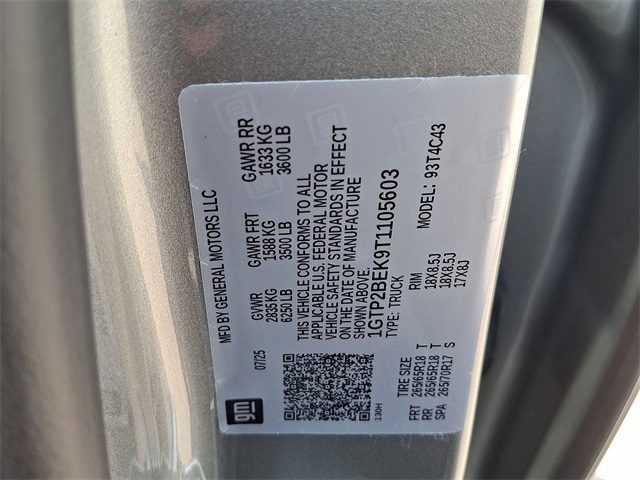 gm
MFD BY GENERAL MOTORS LLC
07/25
GVWR GAWR FRT GAWR RR
2835 KG 1588 KG 1633 KG
6250 LB 3500 LB 3600 LB
THIS VEHICLE CONFORMS TO ALL
APPLICABLE U.S. FEDERAL MOTOR
VEHICLE SAFETY STANDARDS IN EFFECT
ON THE DATE OF MANUFACTURE
SHOWN ABOVE.
1GTP2BEK9T1105603
TYPE: TRUCK MODEL: 93T4C43
TIRE SIZE RIM
FRT 265/65R18 T 18X8.5J
RR 265/65R18 T 18X8.5J
SPA 265/70R17 S 17X8J